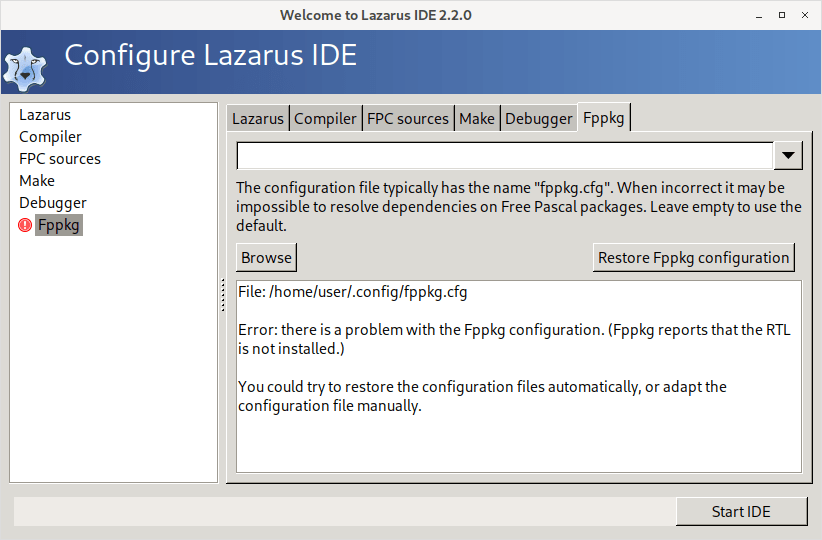 Welcome to Lazarus IDE 2.2.0
Configure Lazarus IDE
Lazarus
Compiler
FPC sources
Make
Debugger
Fppkg
Lazarus Compiler FPC sources Make Debugger Fppkg
The configuration file typically has the name "fppkg.cfg". When incorrect it may be
impossible to resolve dependencies on Free Pascal packages. Leave empty to use the
default.
Browse
Restore Fppkg configuration
File: /home/user/.config/fppkg.cfg
Error: there is a problem with the Fppkg configuration. (Fppkg reports that the RTL
is not installed.)
You could try to restore the configuration files automatically, or adapt the
configuration file manually.
Start IDE